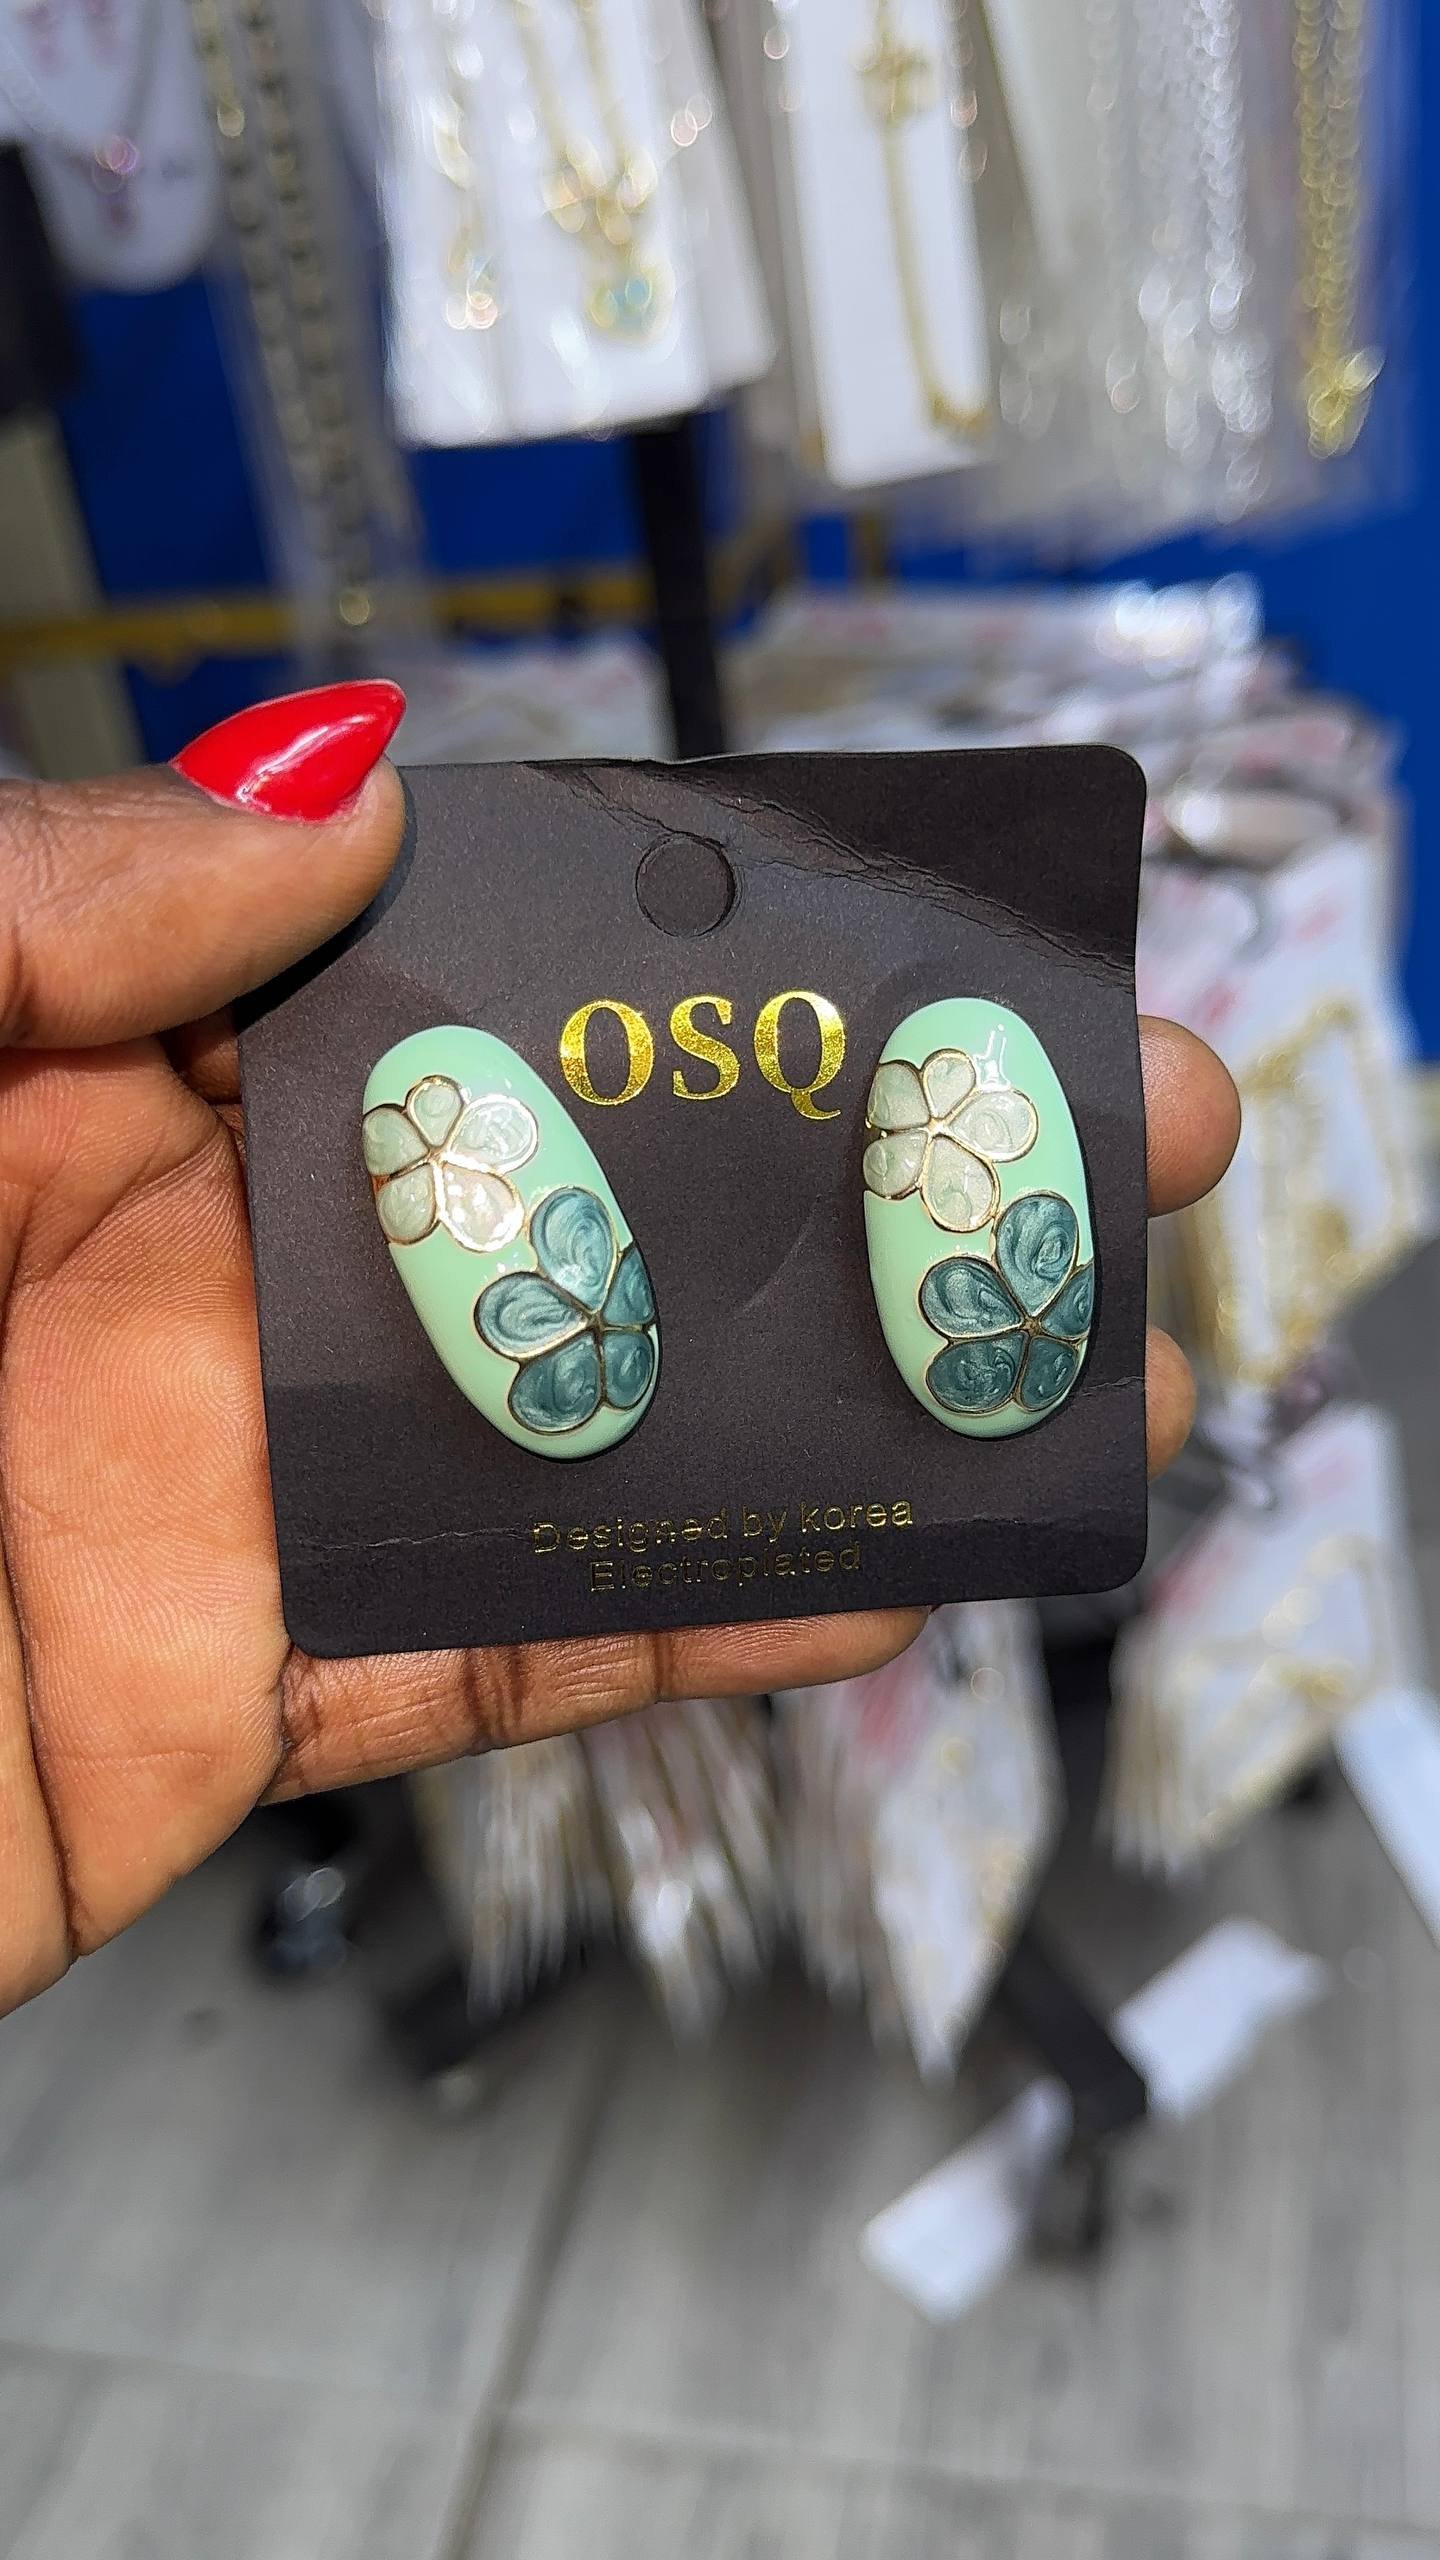 OSQ
Designed by korea
Electroplated